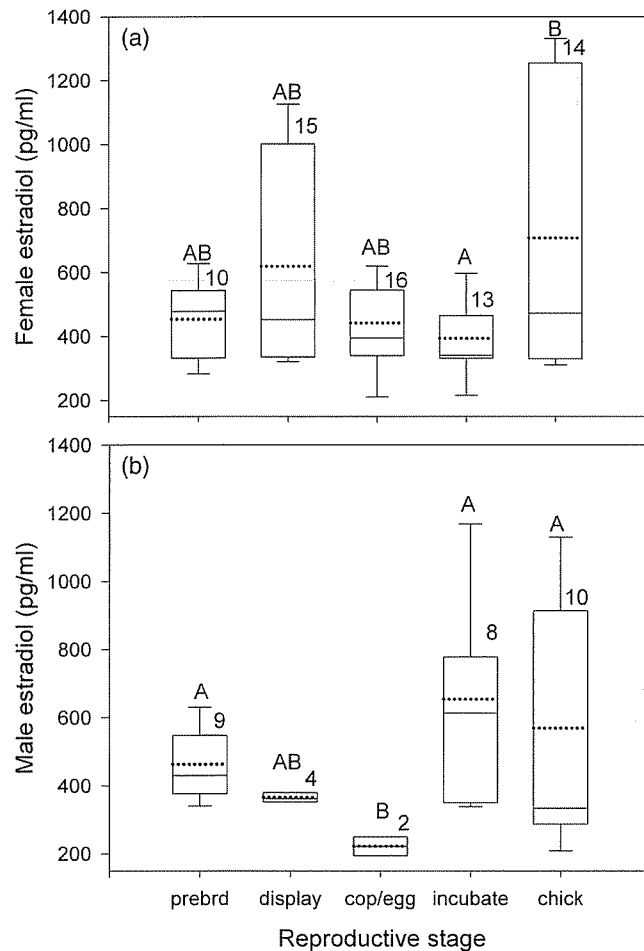 (a)
Female estradiol (pg/ml)
1400
1200
1000
800
600
400
200
AB
10
AB
15
AB
16
A
13
B
14
(b)
Male estradiol (pg/ml)
1400
1200
1000
800
600
400
200
A
9
AB
4
B
2
A
8
A
10
prebrd display cop/egg incubate chick
Reproductive stage